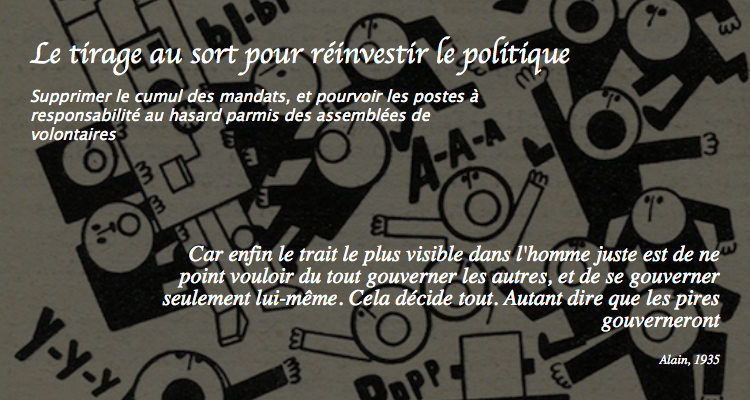 Ы-Ы
Le tirage au sort pour réinvestir le politique
Supprimer le cumul des mandats, et pourvoir les postes à
responsabilité au hasard parmis des assemblées de
volontaires
A-A-A
Car enfin le trait le plus visible dans l'homme juste est de ne
point vouloir du tout gouverner les autres, et de se gouverner
seulement lui-même. Cela décide tout. Autant dire que les pires
gouverneront
Alain, 1935
У-У-У